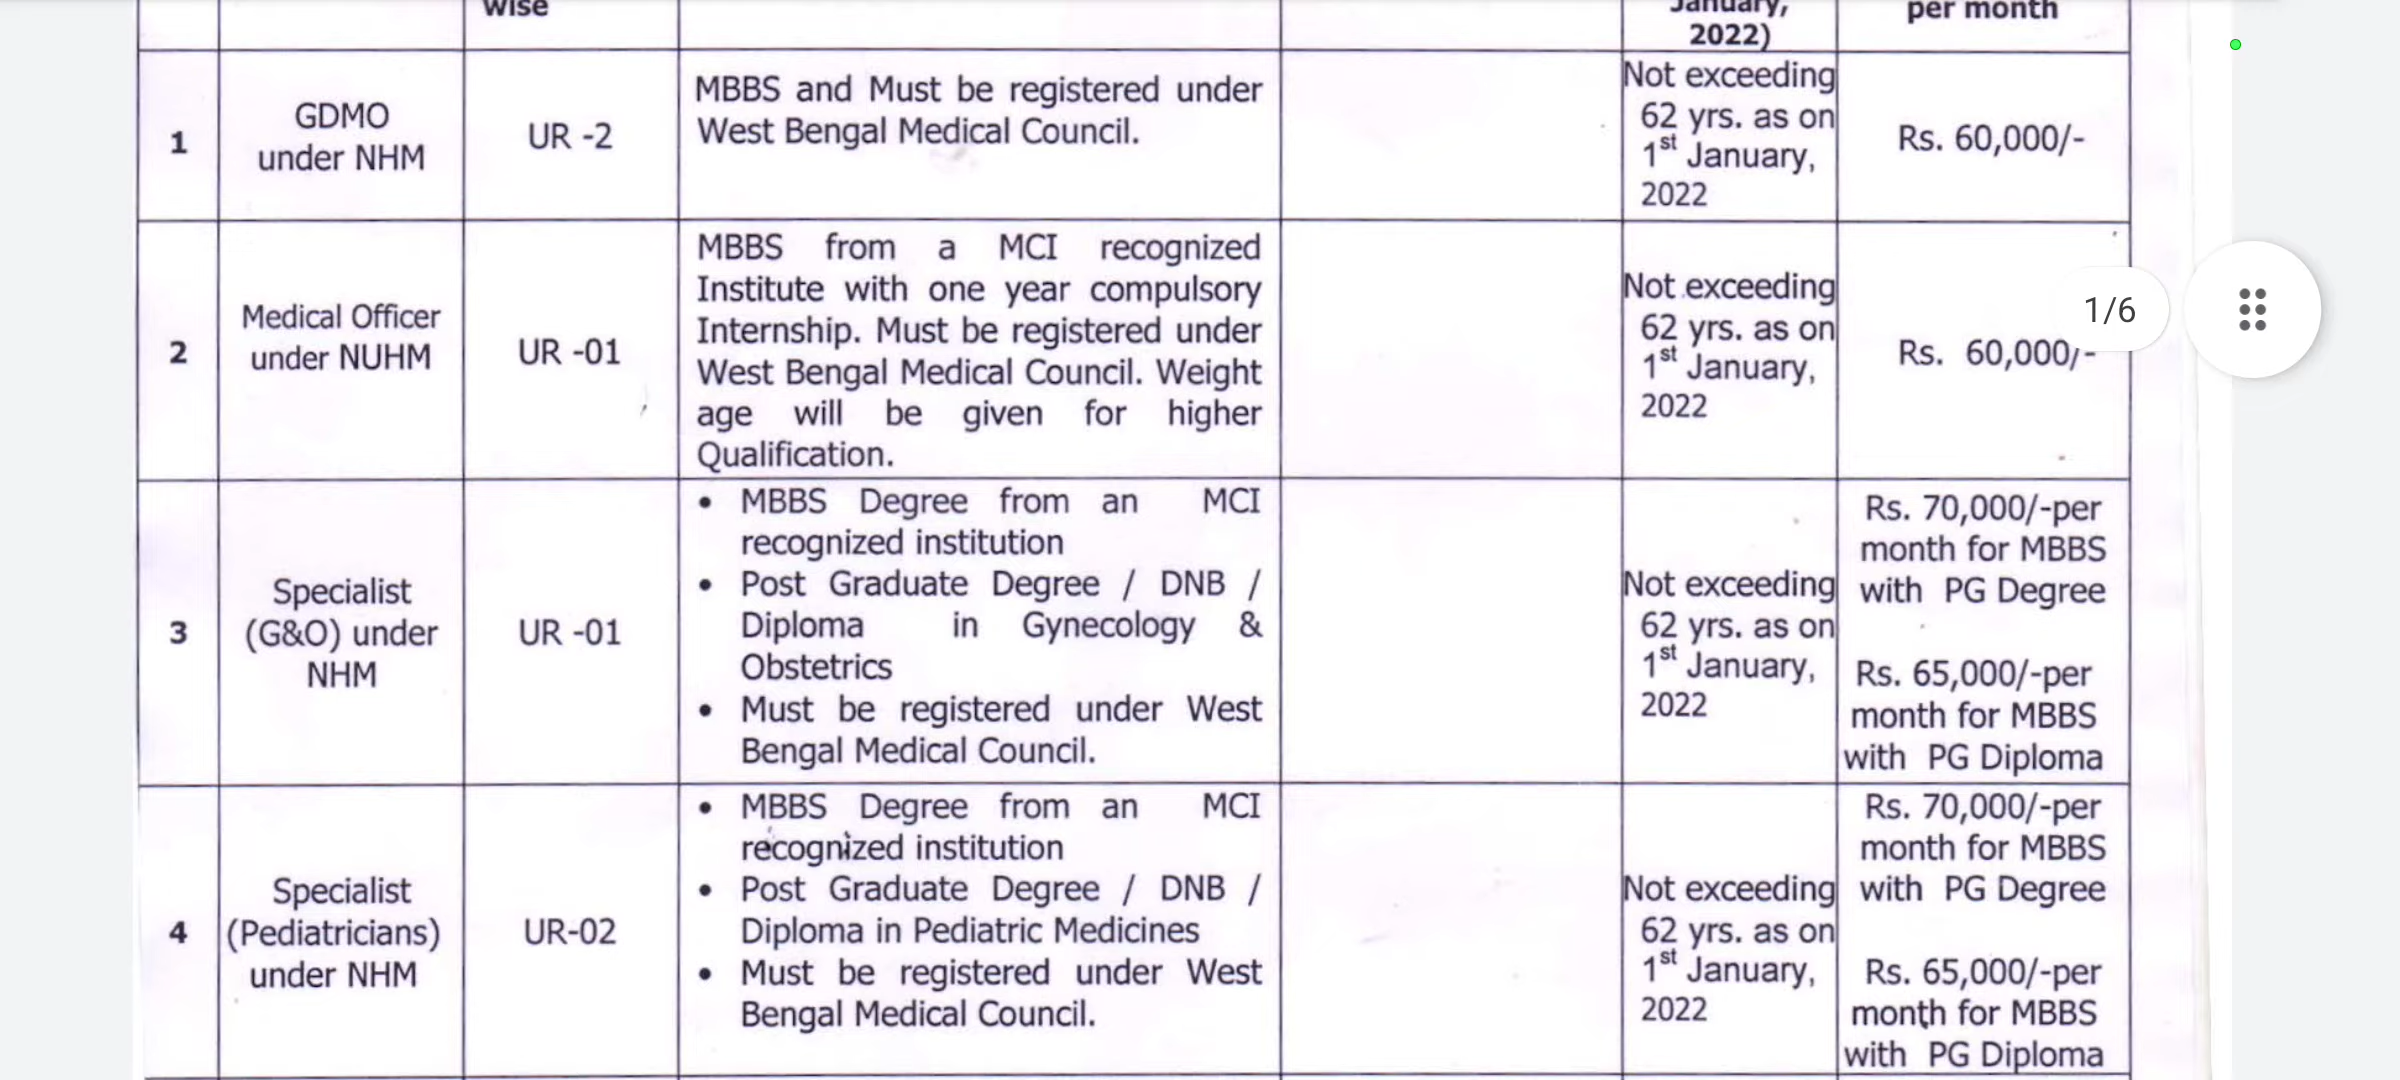 wise
January,
2022)
per month
1
GDMO
under NHM
UR -2
MBBS and Must be registered under
West Bengal Medical Council.
Not exceeding
62 yrs. as on
1st January,
2022
Rs. 60,000/-
2
Medical Officer
under NUHM
UR -01
MBBS from a MCI recognized
Institute with one year compulsory
Internship. Must be registered under
West Bengal Medical Council. Weight
age will be given for higher
Qualification.
Not exceeding
62 yrs. as on
1st January,
2022
Rs. 60,000/-
1/6
3
Specialist
(G&O) under
NHM
UR -01
• MBBS Degree from an MCI
recognized institution
• Post Graduate Degree / DNB /
Diploma in Gynecology &
Obstetrics
• Must be registered under West
Bengal Medical Council.
Not exceeding
62 yrs. as on
1st January,
2022
Rs. 70,000/-per
month for MBBS
with PG Degree
Rs. 65,000/-per
month for MBBS
with PG Diploma
4
Specialist
(Pediatricians)
under NHM
UR-02
• MBBS Degree from an MCI
recognized institution
• Post Graduate Degree / DNB /
Diploma in Pediatric Medicines
• Must be registered under West
Bengal Medical Council.
Not exceeding
62 yrs. as on
1st January,
2022
Rs. 70,000/-per
month for MBBS
with PG Degree
Rs. 65,000/-per
month for MBBS
with PG Diploma